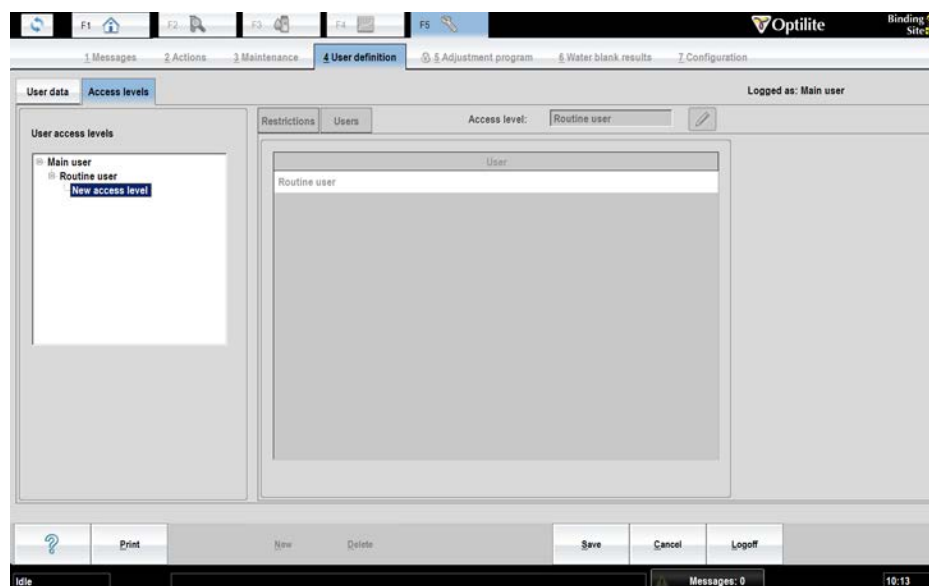 F1 F2 F3 F4 F5 Optilite Binding Site
1 Messages 2 Actions 3 Maintenance 4 User definition 5 Adjustment program 6 Water blank results 7 Configuration
User data Access levels Logged as: Main user
Restrictions Users Access level: Routine user
User access levels
Main user
Routine user
New access level
User
Routine user
? Print New Delete Save Cancel Logoff
Idle Messages: 0 10:13